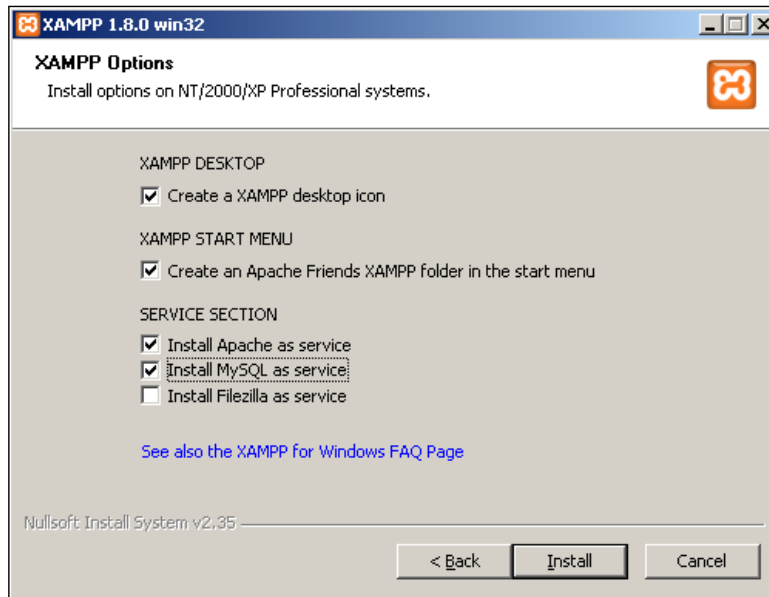 XAMPP 1.8.0 win32
XAMPP Options
Install options on NT/2000/XP Professional systems.
XAMPP DESKTOP
Create a XAMPP desktop icon
XAMPP START MENU
Create an Apache Friends XAMPP folder in the start menu
SERVICE SECTION
Install Apache as service
Install MySQL as service
Install Filezilla as service
See also the XAMPP for Windows FAQ Page
Nullsoft Install System v2.35
< Back Install Cancel